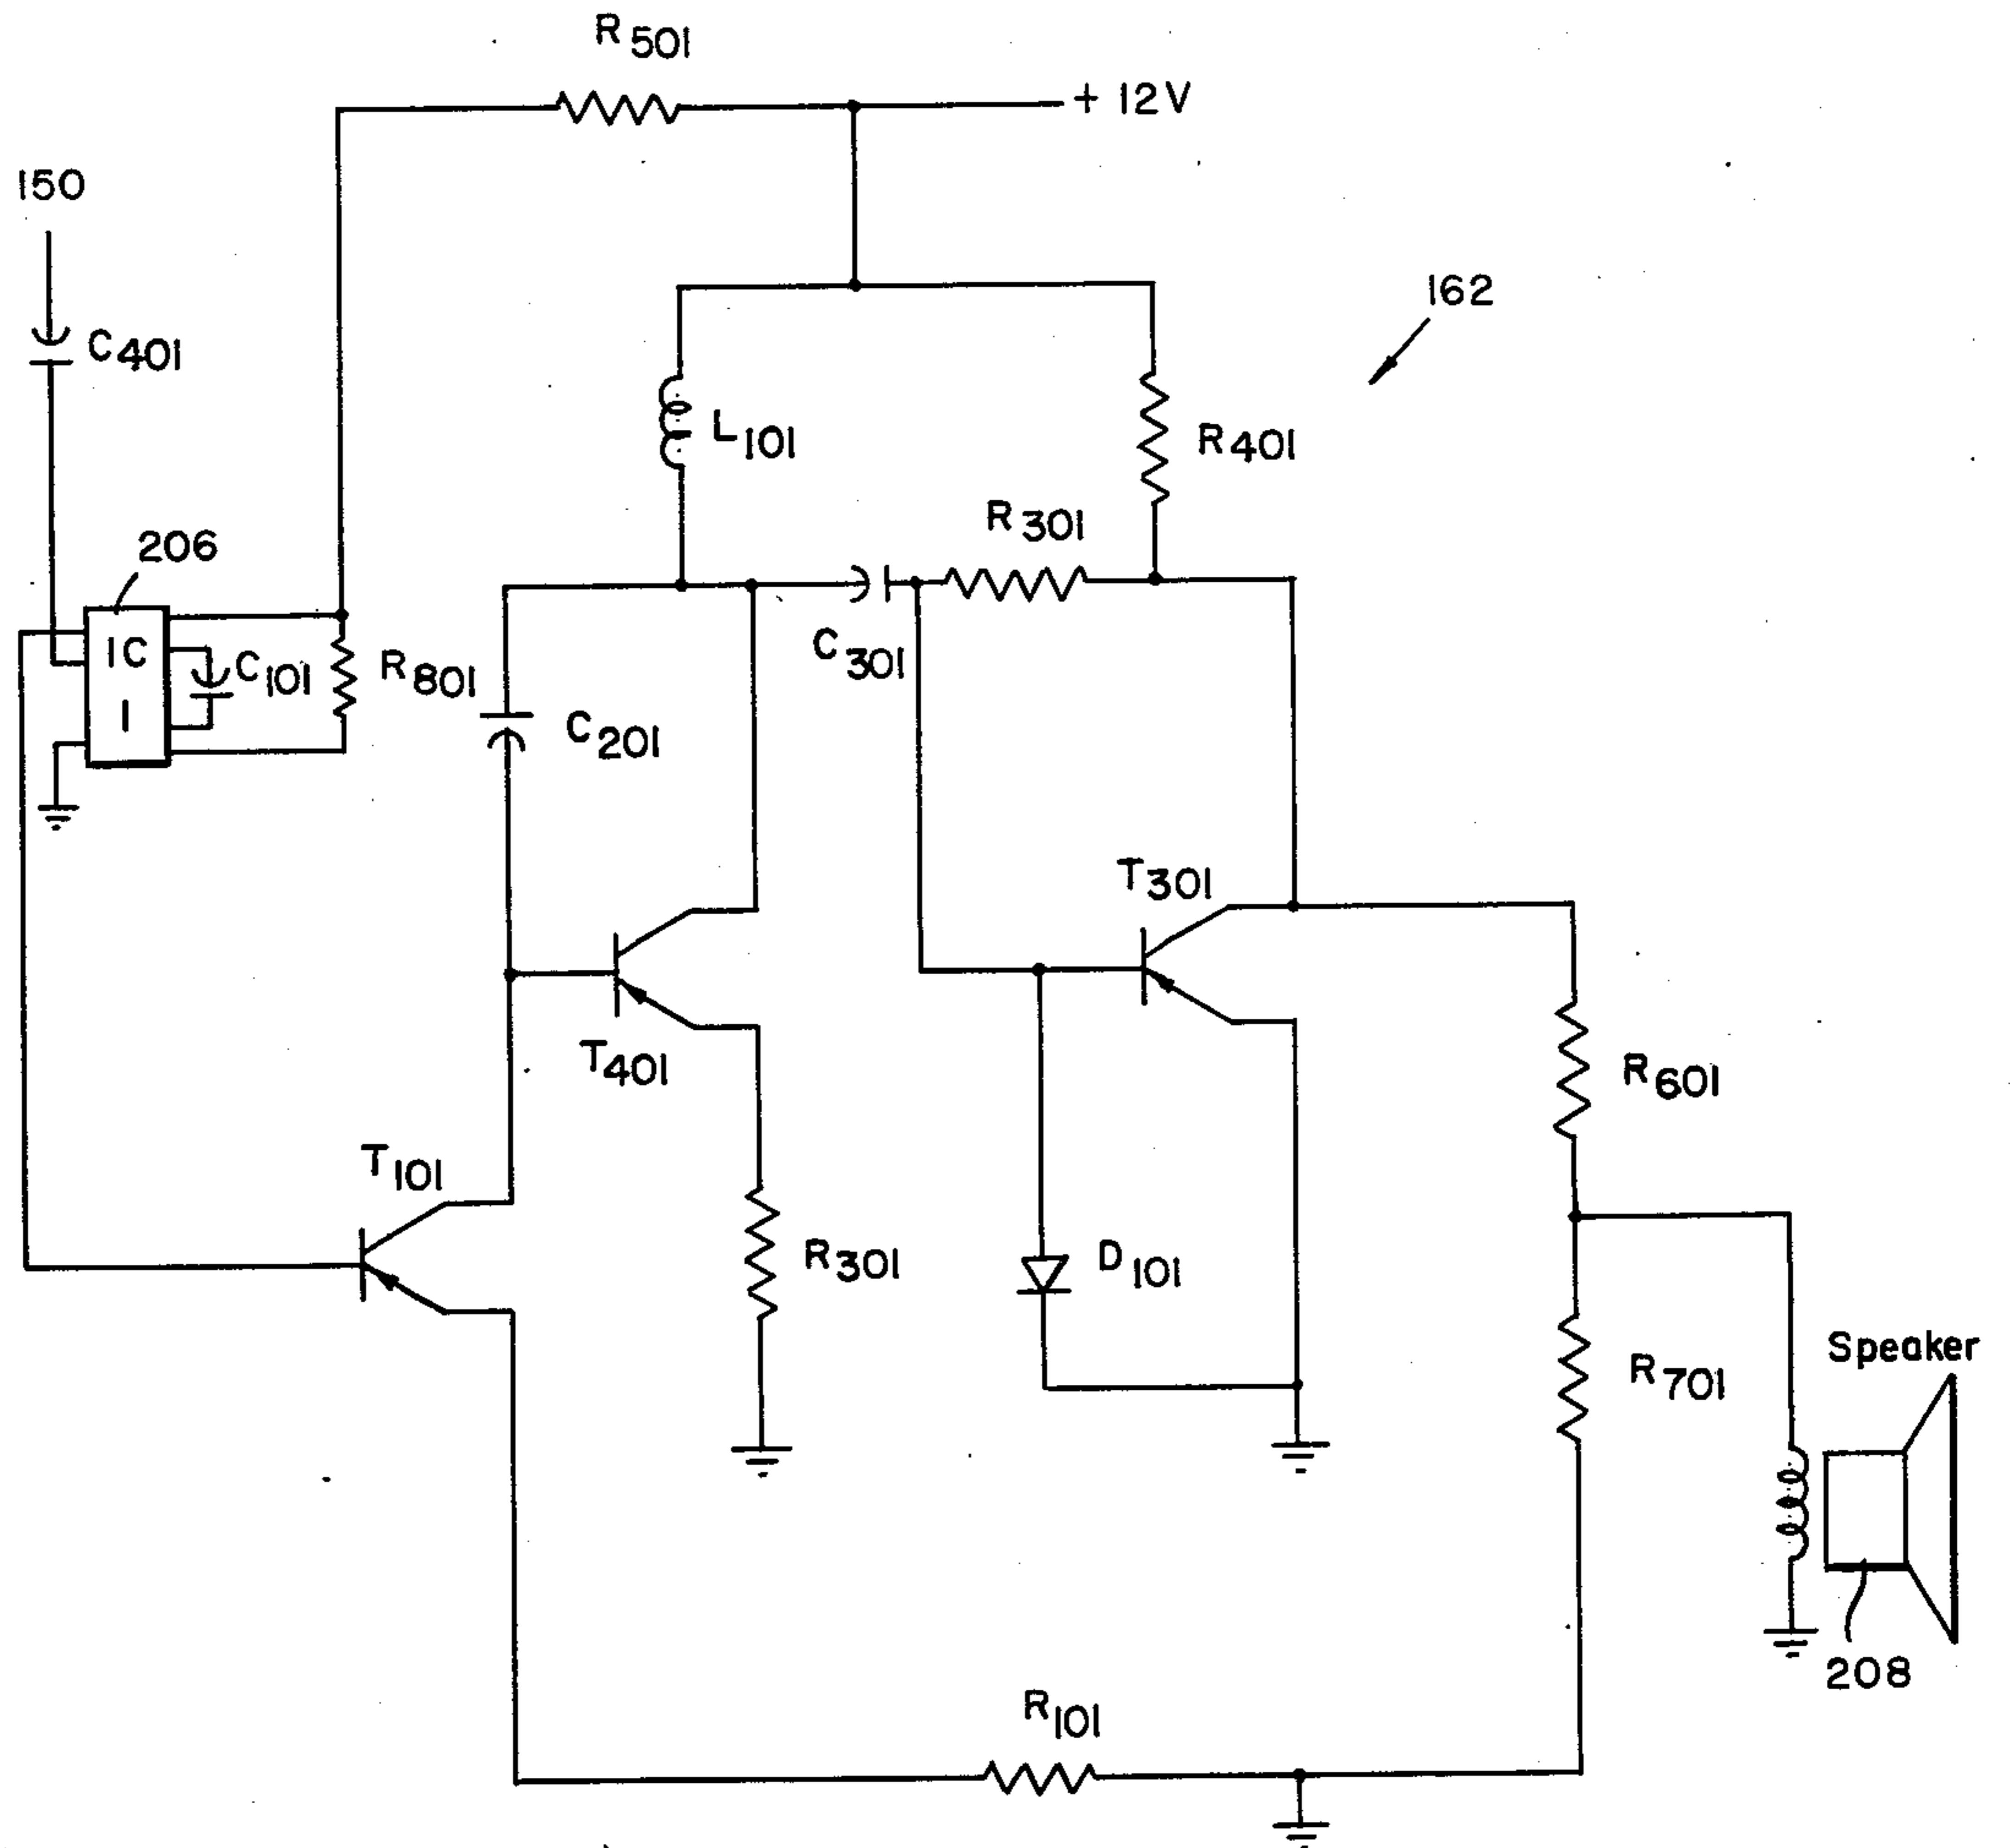 R501
+ 12V
150
162
C401
L101
R401
R301
206
IC
1
C101
R801
C301
C201
T301
T401
R601
T101
R301
D101
Speaker
R701
208
R101